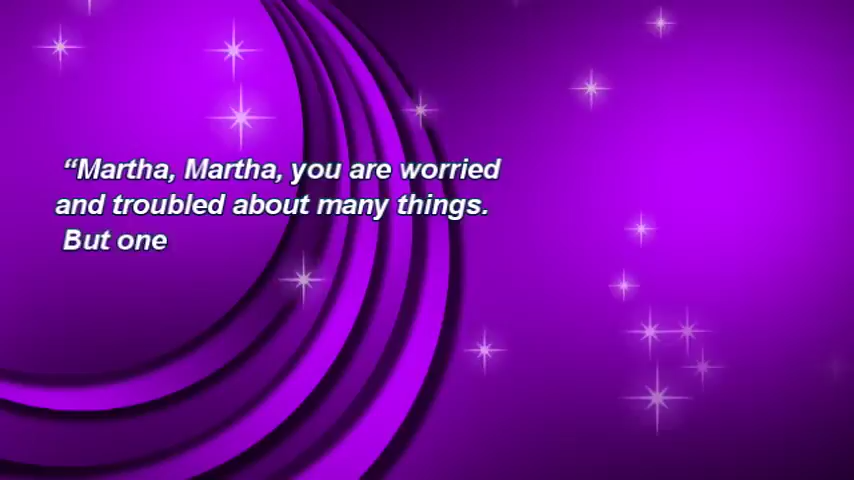 “Martha, Martha, you are worried
and troubled about many things.
But one